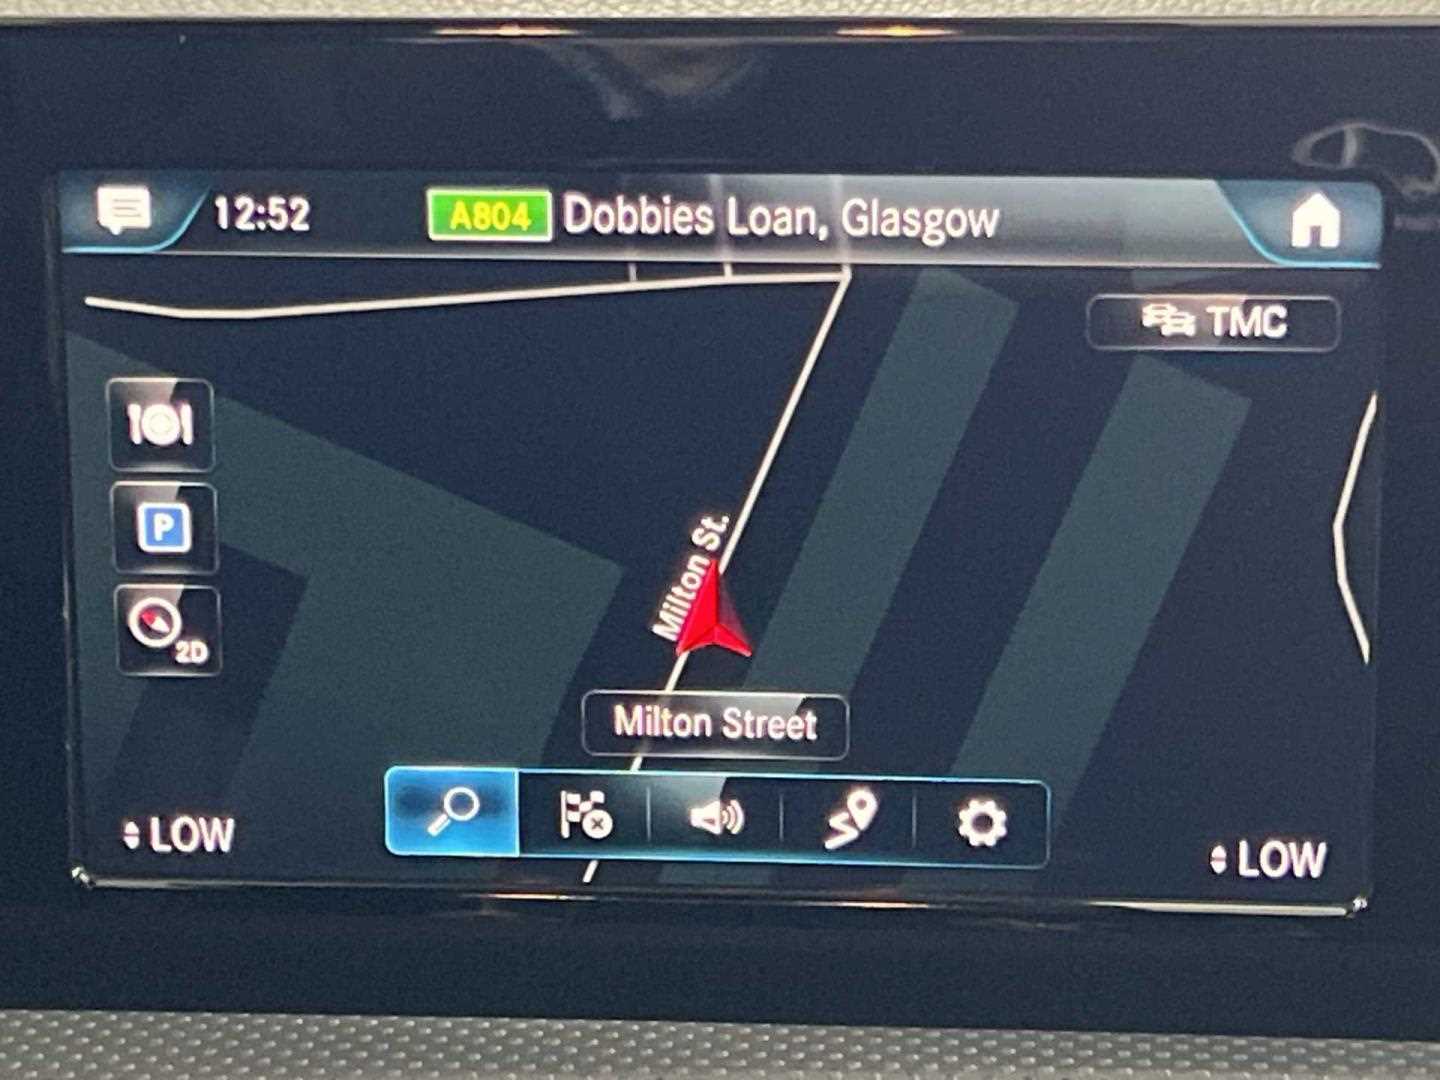 12:52
A804 Dobbies Loan, Glasgow
TMC
P
2D
Milton St.
Milton Street
LOW
LOW